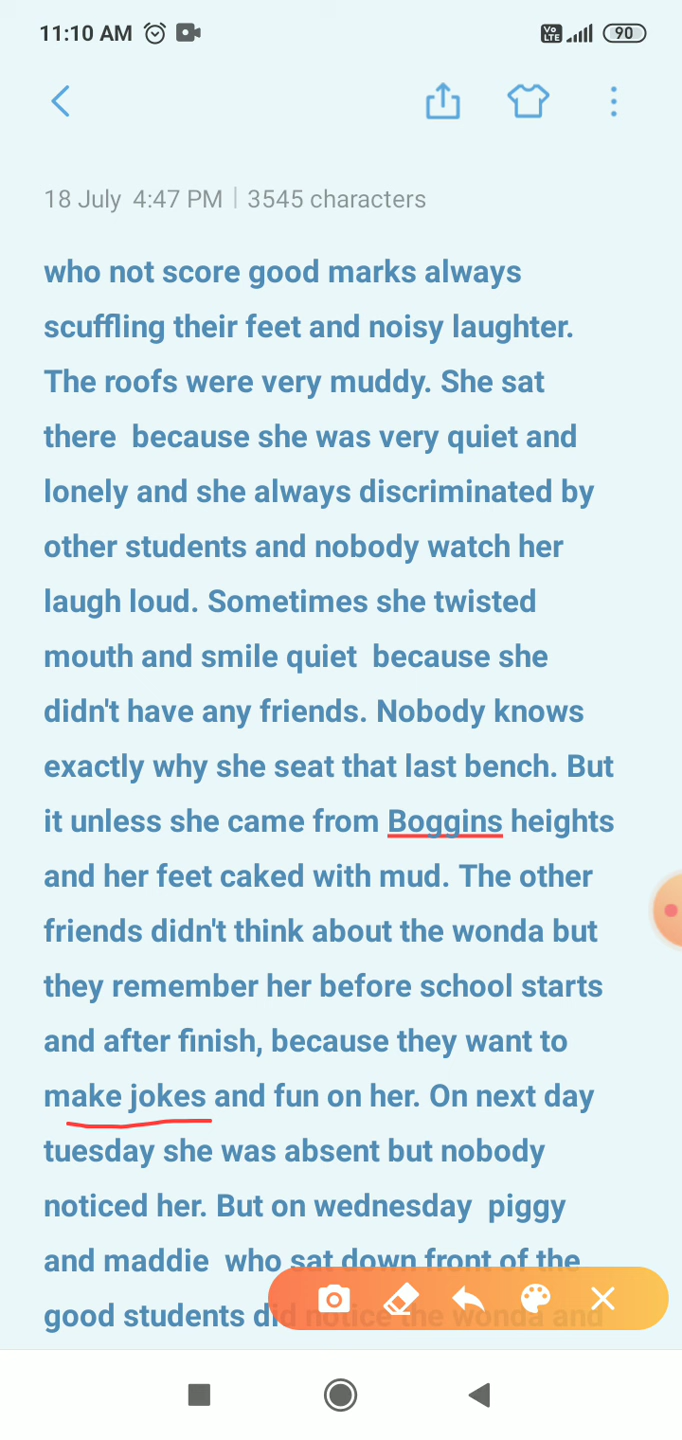 11:10 AM Vo LTE 90
18 July 4:47 PM | 3545 characters
who not score good marks always
scuffling their feet and noisy laughter.
The roofs were very muddy. She sat
there because she was very quiet and
lonely and she always discriminated by
other students and nobody watch her
laugh loud. Sometimes she twisted
mouth and smile quiet because she
didn't have any friends. Nobody knows
exactly why she seat that last bench. But
it unless she came from Boggins heights
and her feet caked with mud. The other
friends didn't think about the wonda but
they remember her before school starts
and after finish, because they want to
make jokes and fun on her. On next day
tuesday she was absent but nobody
noticed her. But on wednesday piggy
and maddie who sat down front of the
good students did notice the wonda and